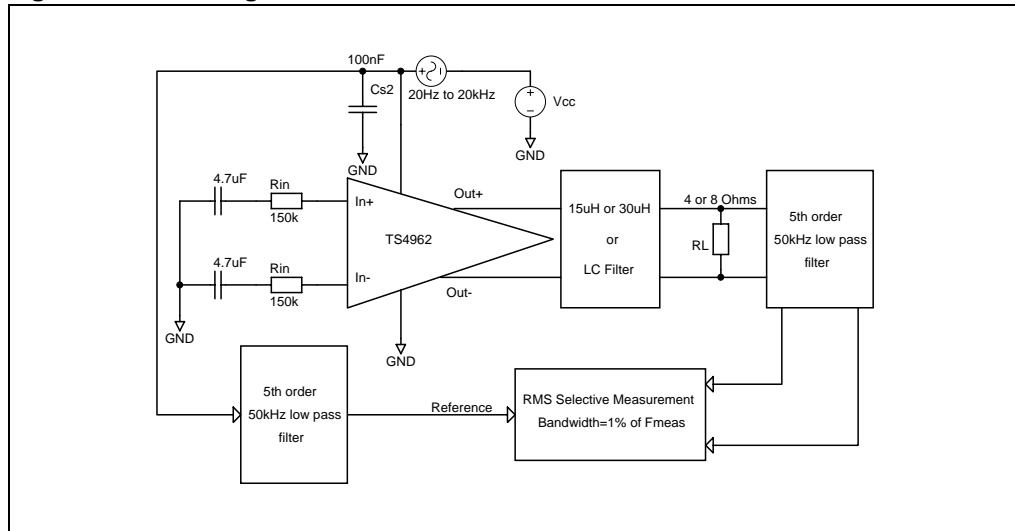 100nF
Cs2
20Hz to 20kHz
+
−
Vcc
GND
GND
4.7uF
Rin
150k
In+
Out+
TS4962
4.7uF
Rin
150k
In-
Out-
GND
GND
15uH or 30uH
or
LC Filter
4 or 8 Ohms
RL
5th order
50kHz low pass
filter
5th order
50kHz low pass
filter
Reference
RMS Selective Measurement
Bandwidth=1% of Fmeas